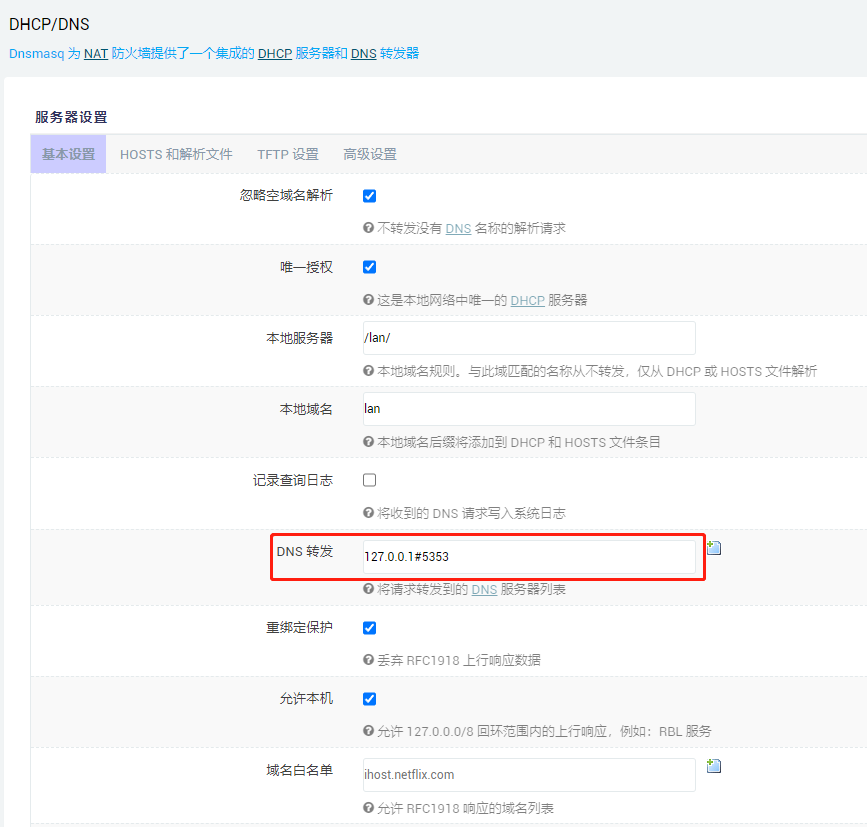 DHCP/DNS
Dnsmasq 为 NAT 防火墙提供了一个集成的 DHCP 服务器和 DNS 转发器
服务器设置
基本设置 HOSTS 和解析文件 TFTP 设置 高级设置
忽略空域名解析
不转发没有 DNS 名称的解析请求
唯一授权
这是本地网络中唯一的 DHCP 服务器
本地服务器 /lan/
本地域名规则。与此域匹配的名称从不转发，仅从 DHCP 或 HOSTS 文件解析
本地域名 lan
本地域名后缀将添加到 DHCP 和 HOSTS 文件条目
记录查询日志
将收到的 DNS 请求写入系统日志
DNS 转发 127.0.0.1#5353
将请求转发到的 DNS 服务器列表
重绑定保护
丢弃 RFC1918 上行响应数据
允许本机
允许 127.0.0.0/8 回环范围内的上行响应，例如：RBL 服务
域名白名单 ihost.netflix.com
允许 RFC1918 响应的域名列表